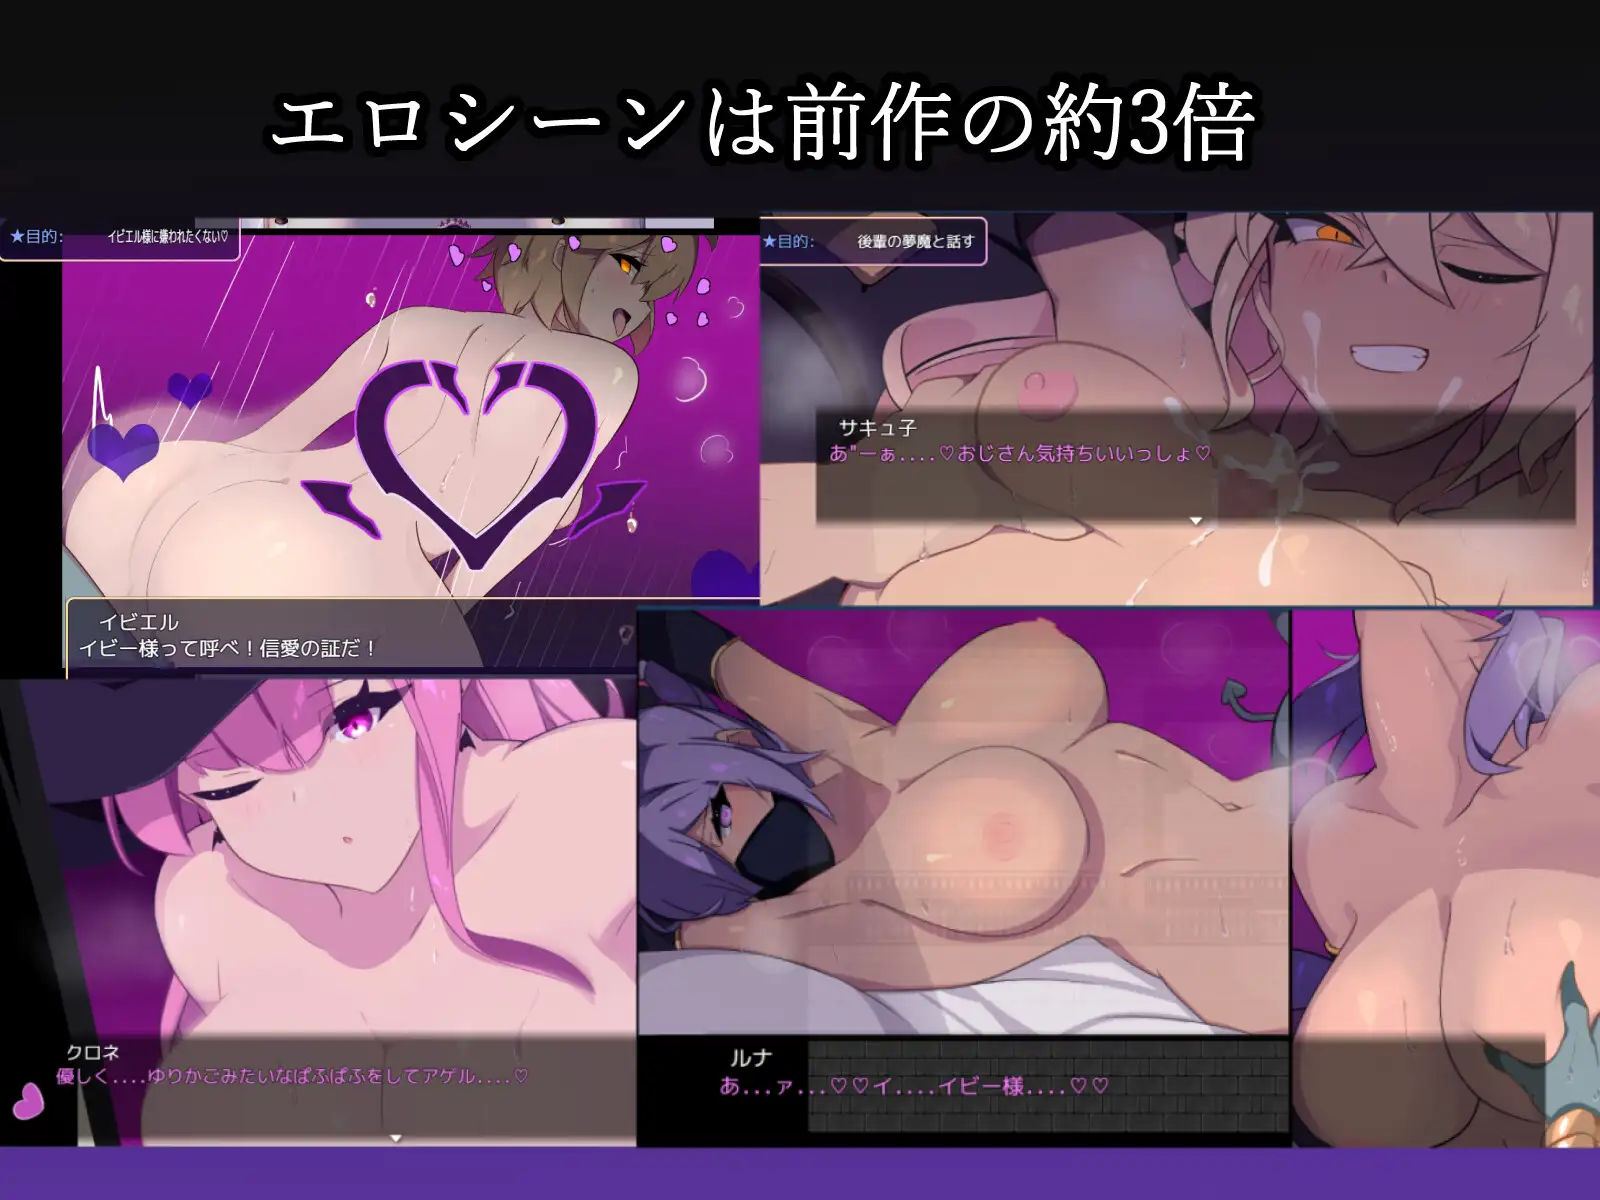 エロシーンは前作の約3倍
★目的: イビエル様に嫌われたくない♡
★目的: 後輩の夢魔と話す
サキュ子
あ"ーぁ....♡おじさん気持ちいいっしょ♡
イビエル
イビー様って呼べ！信愛の証だ！
クロネ
優しく....ゆりかごみたいなぱふぱふをしてアゲル....♡
ルナ
あ...ァ...♡♡イ....イビー様....♡♡